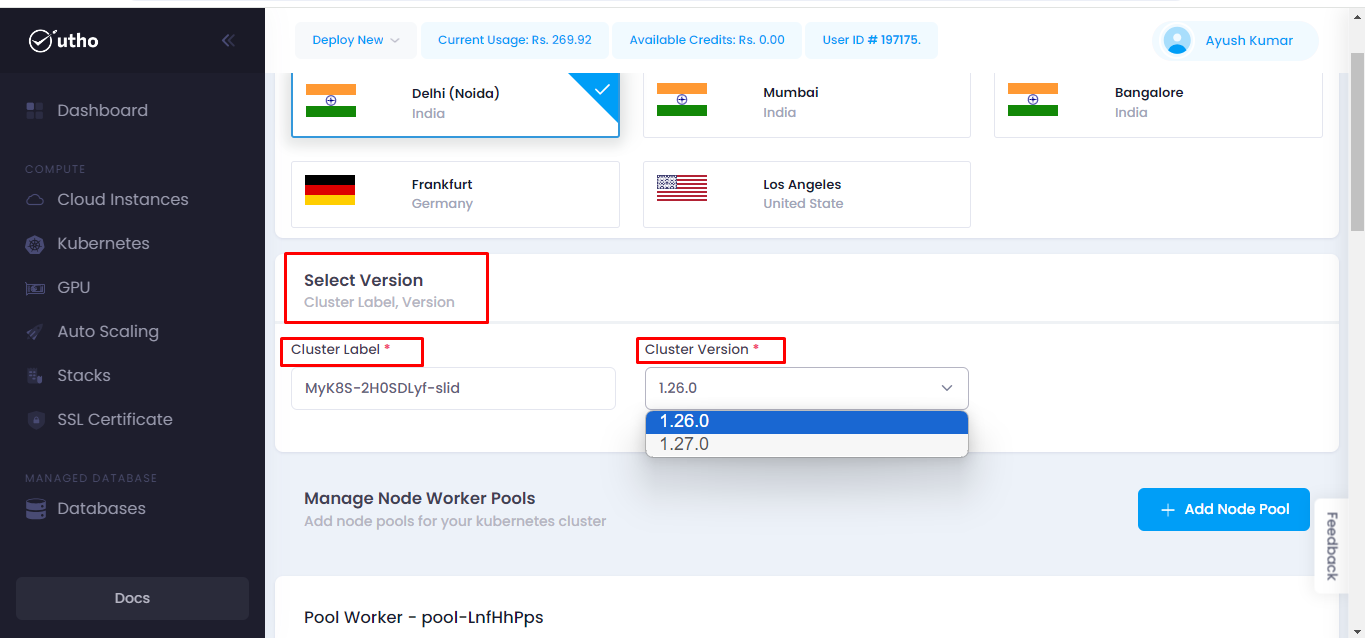 utho
Deploy New
Current Usage: Rs. 269.92
Available Credits: Rs. 0.00
User ID # 197175.
Ayush Kumar
Dashboard
COMPUTE
Cloud Instances
Kubernetes
GPU
Auto Scaling
Stacks
SSL Certificate
MANAGED DATABASE
Databases
Docs
Delhi (Noida)
India
Mumbai
India
Bangalore
India
Frankfurt
Germany
Los Angeles
United State
Select Version
Cluster Label, Version
Cluster Label *
MyK8S-2H0SDLyf-slid
Cluster Version *
1.26.0
1.26.0
1.27.0
Manage Node Worker Pools
Add node pools for your kubernetes cluster
+ Add Node Pool
Feedback
Pool Worker - pool-LnfHhPps